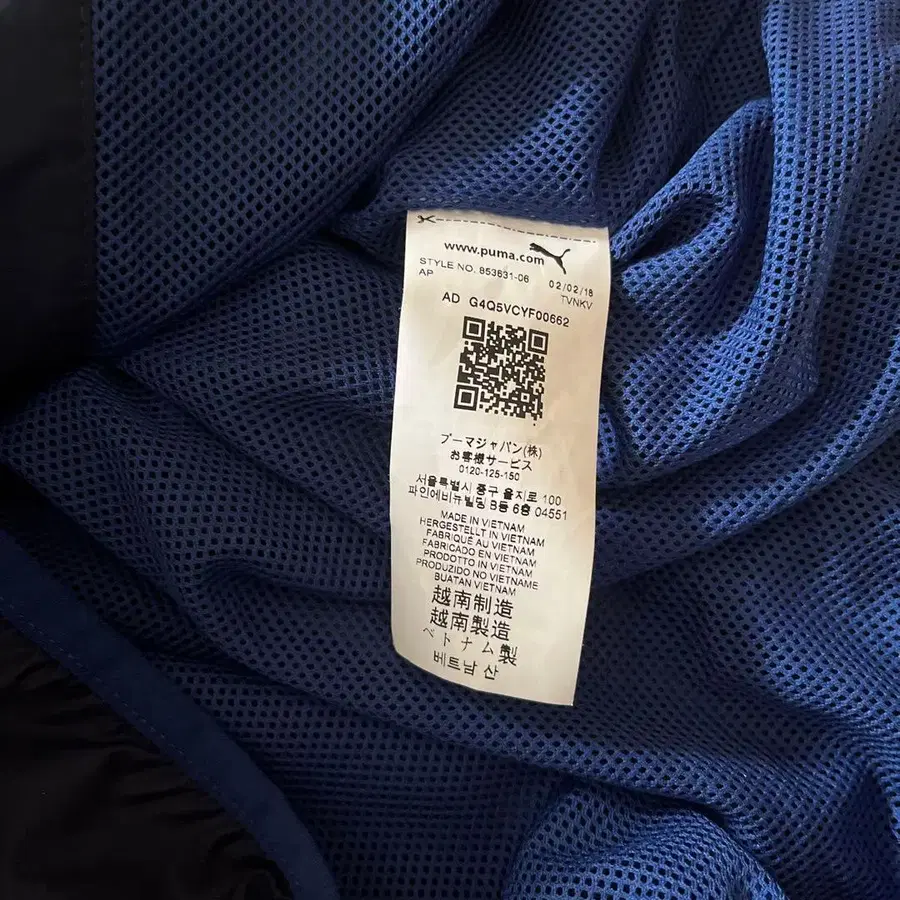 www.puma.com
STYLE NO. 853631-06 02/02/18
AP TVNKV
AD G4Q5VCYF00662
プーマジャパン(株)
お客様サービス
0120-125-150
서울특별시 중구 을지로 100
파인에비뉴빌딩 B동 6층 04551
MADE IN VIETNAM
HERGESTELLT IN VIETNAM
FABRIQUÉ AU VIETNAM
FABRICADO EN VIETNAM
PRODOTTO IN VIETNAM
PRODUZIDO NO VIETNAME
BUATAN VIETNAM
越南制造
越南製造
ベトナム製
베트남 산